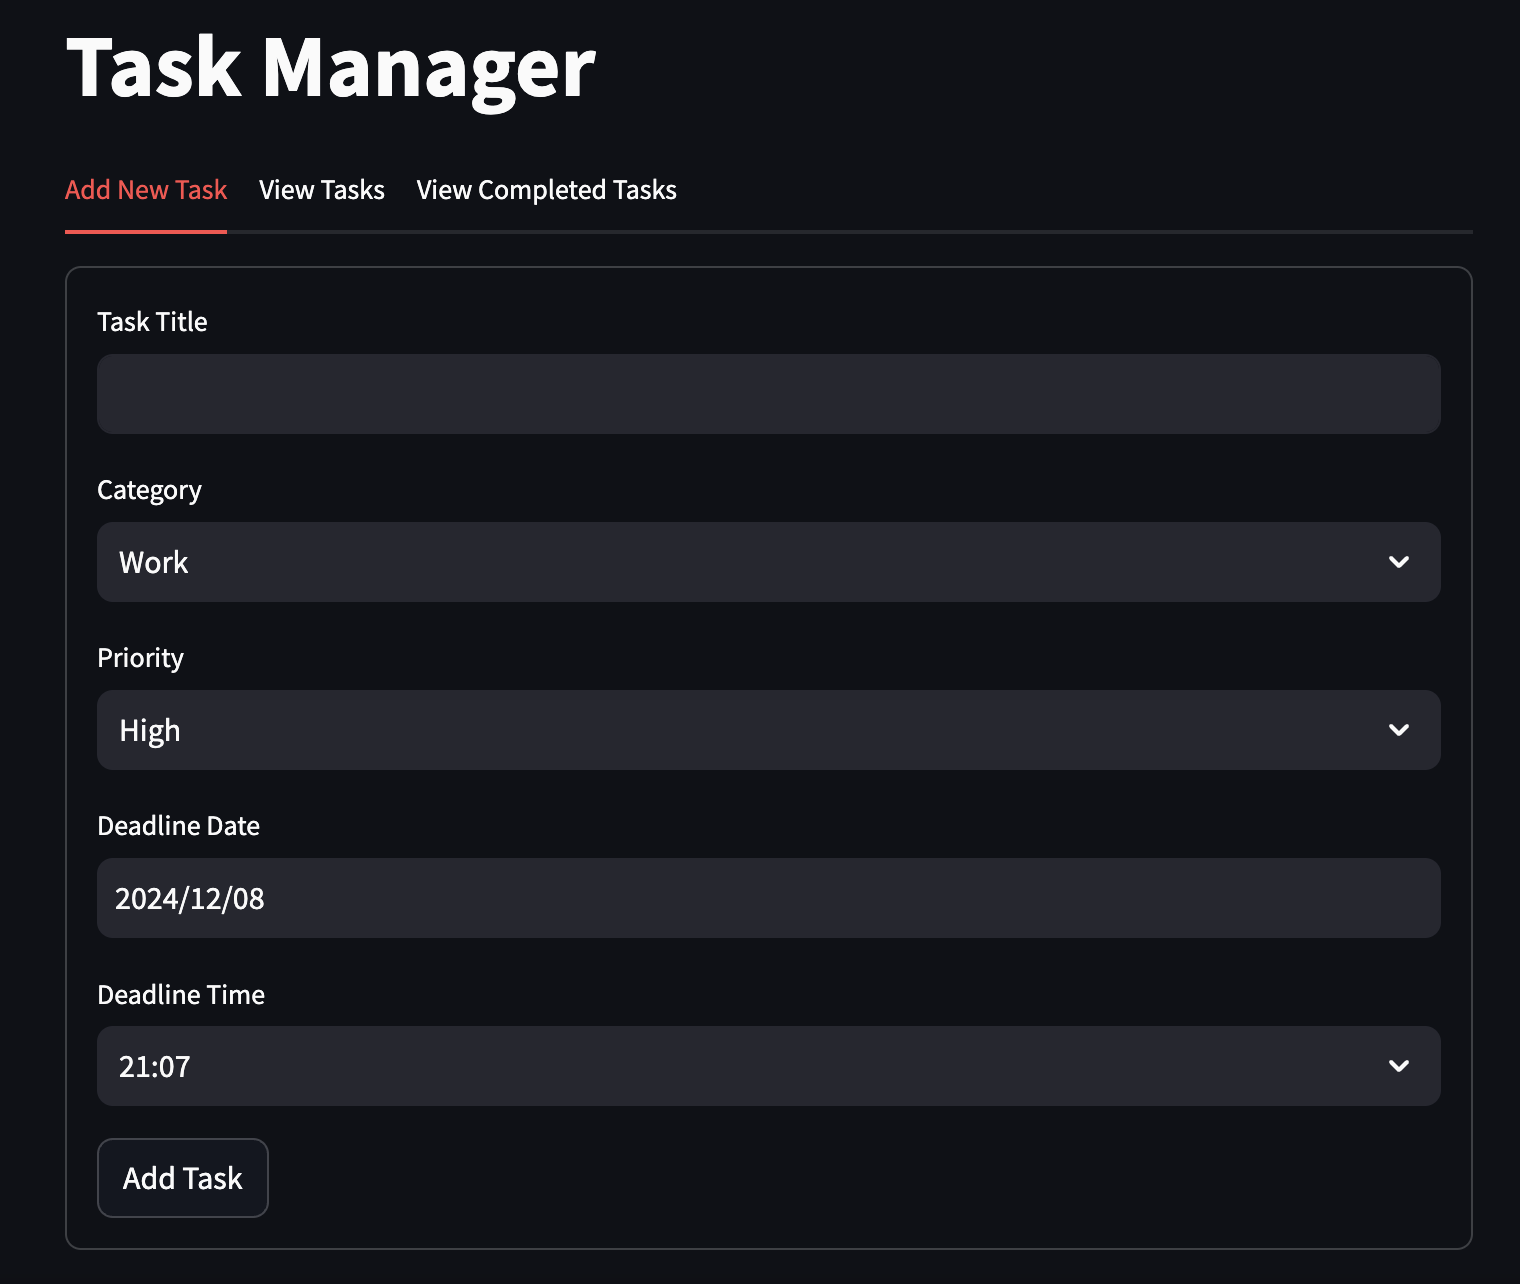 Task Manager
Add New Task View Tasks View Completed Tasks
Task Title
Category
Work
Priority
High
Deadline Date
2024/12/08
Deadline Time
21:07
Add Task